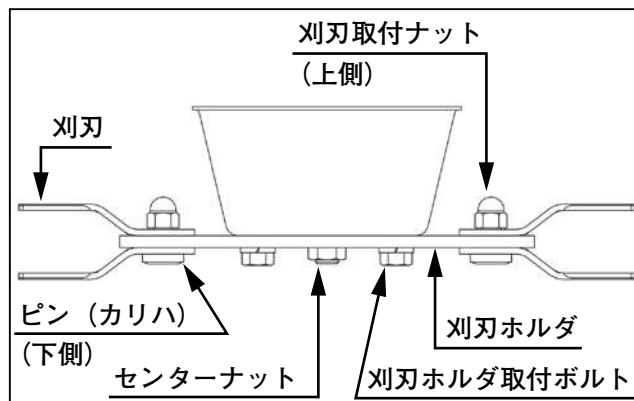 刈刃取付ナット
（上側）
刈刃
ピン（カリハ）
（下側）
刈刃ホルダ
センターナット
刈刃ホルダ取付ボルト